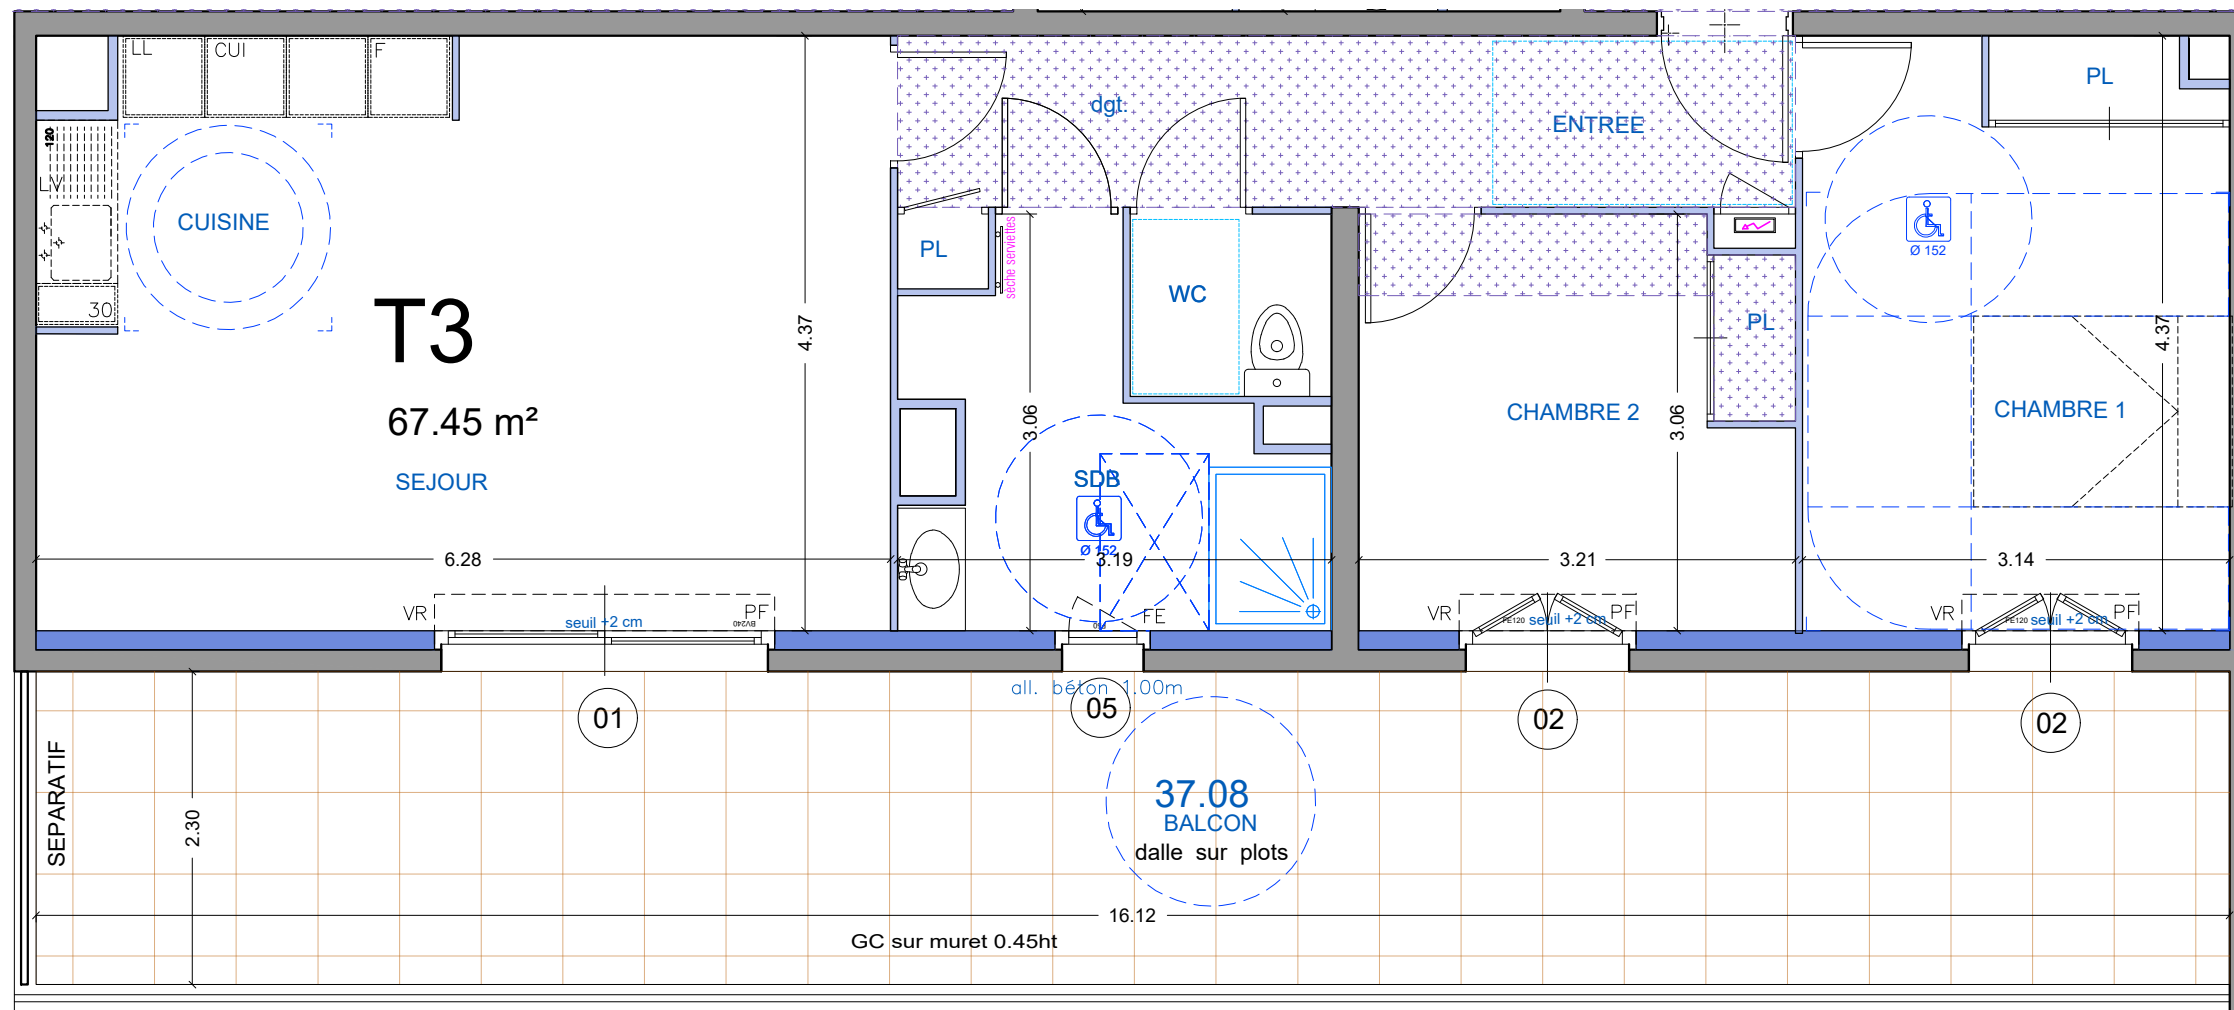 LL
CUI
F
PL
dgt.
ENTREE
120
LV
CUISINE
PL
sèche serviettes
WC
Ø 152
30
T3
4.37
PL
4.37
67.45 m²
3.06
CHAMBRE 2
3.06
CHAMBRE 1
SEJOUR
SDB
Ø 152
6.28
3.19
3.21
3.14
VR
PF
seuil +2 cm
BV240
FE
VR
PF
FE120
seuil +2 cm
VR
PF
FE120
seuil +2 cm
all. béton 1.00m
01
05
02
02
SEPARATIF
2.30
37.08
BALCON
dalle sur plots
16.12
GC sur muret 0.45ht